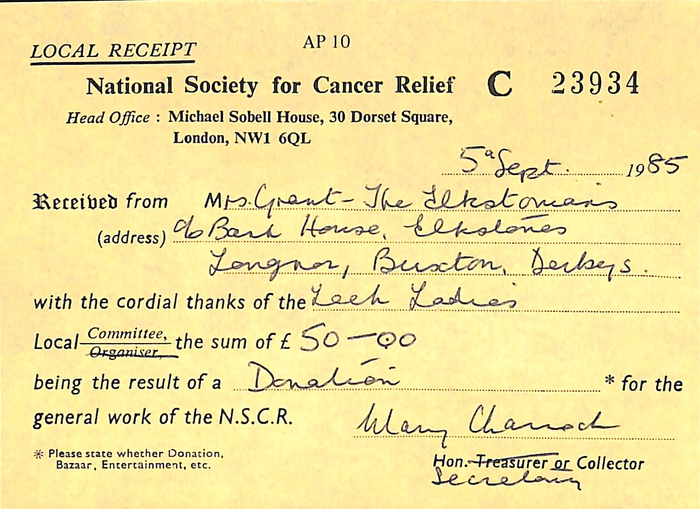 LOCAL RECEIPT
AP 10
National Society for Cancer Relief C 23934
Head Office : Michael Sobell House, 30 Dorset Square,
London, NW1 6QL
5a Sept. 1985
Received from Mrs. Grant - The Elkstonians
(address) c/o Bank House, Elkstones
Longnor, Buxton, Derbys.
with the cordial thanks of the Leek Ladies
Local Committee, Organiser, the sum of £ 50-00
being the result of a Donation * for the
general work of the N.S.C.R. Mary
* Please state whether Donation,
Bazaar, Entertainment, etc.
Hon. Treasurer or Collector
Secretary